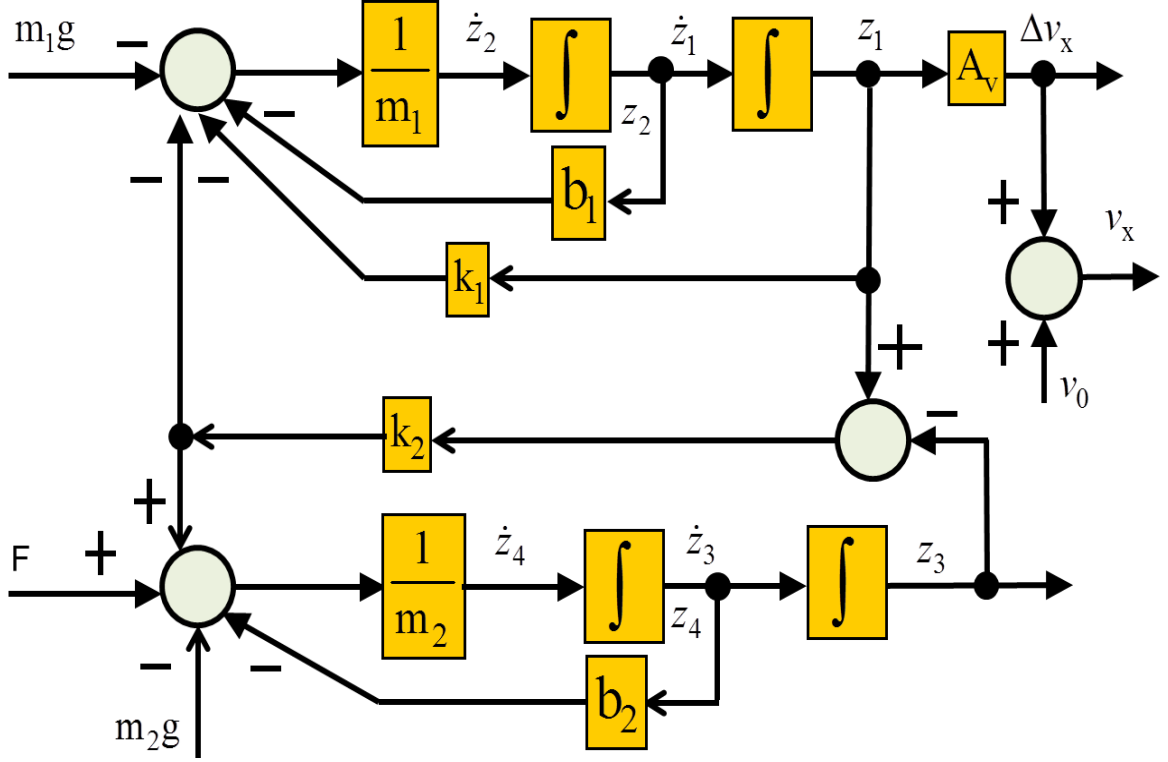 m₁g
−
1
m₁
ż₂
∫
ż₁
z₂
∫
z₁
Aᵥ
Δvₓ
−
b₁
− −
+
vₓ
k₁
+
+
v₀
−
k₂
+
F
+
1
m₂
ż₄
∫
ż₃
z₄
∫
z₃
−
−
b₂
m₂g